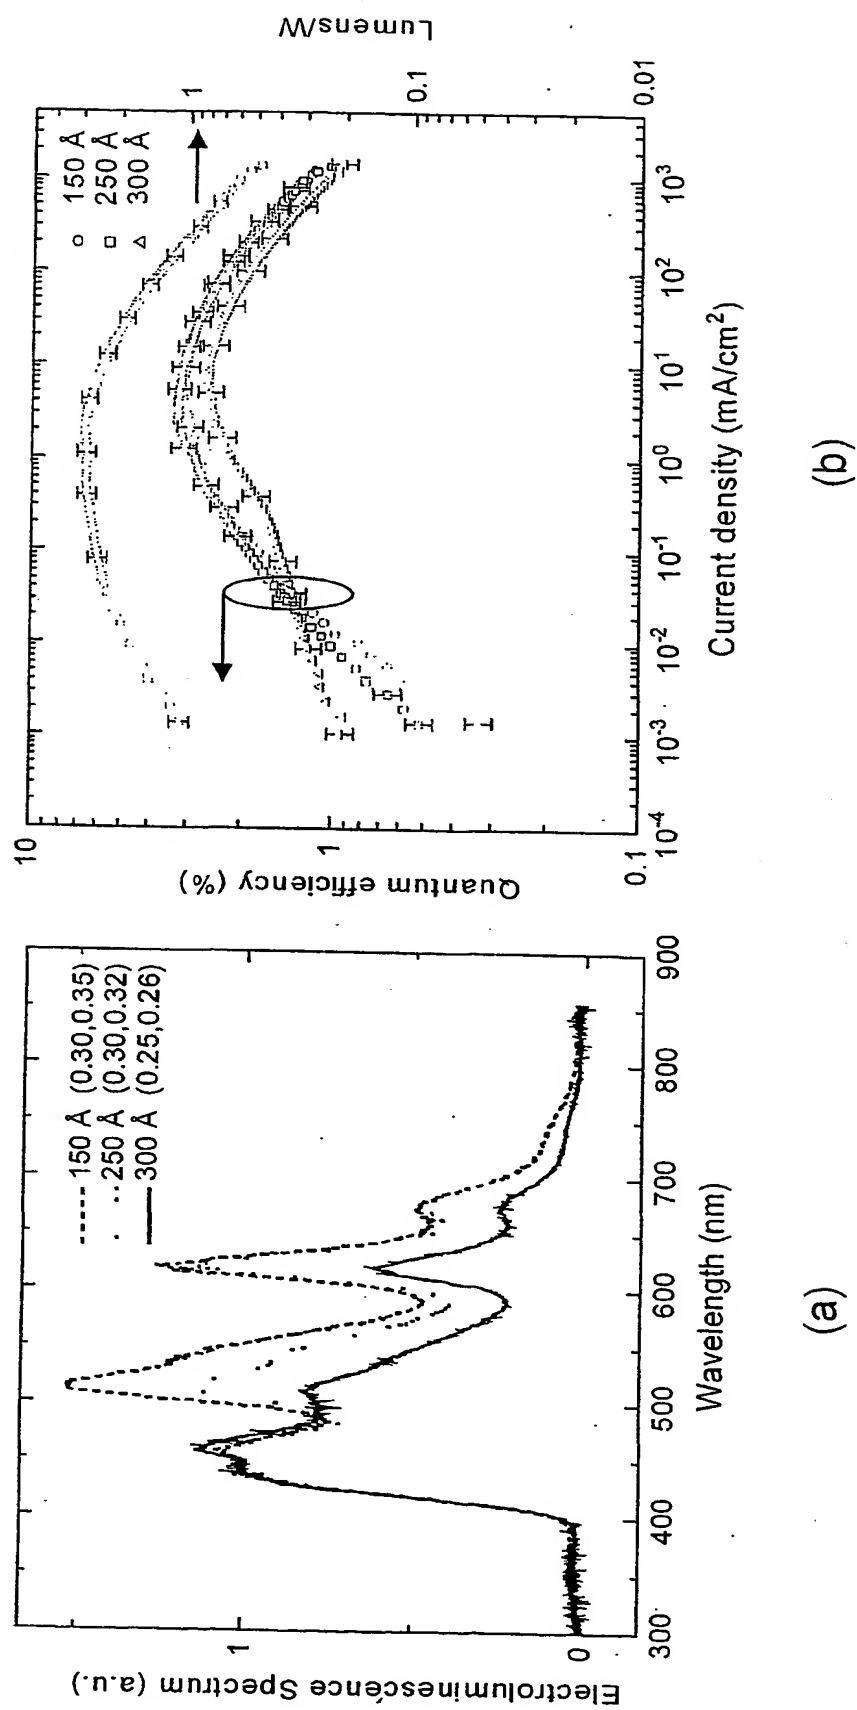 Electroluminescence Spectrum (a.u.)
1
0
---- 150 Å (0.30,0.35)
· ·· 250 Å (0.30,0.32)
— 300 Å (0.25,0.26)
300 400 500 600 700 800 900
Wavelength (nm)
(a)
Quantum efficiency (%)
10
1
0.1
○ 150 Å
□ 250 Å
△ 300 Å
1
0.1
0.01
Lumens/W
10⁻⁴ 10⁻³ 10⁻² 10⁻¹ 10⁰ 10¹ 10² 10³
Current density (mA/cm²)
(b)